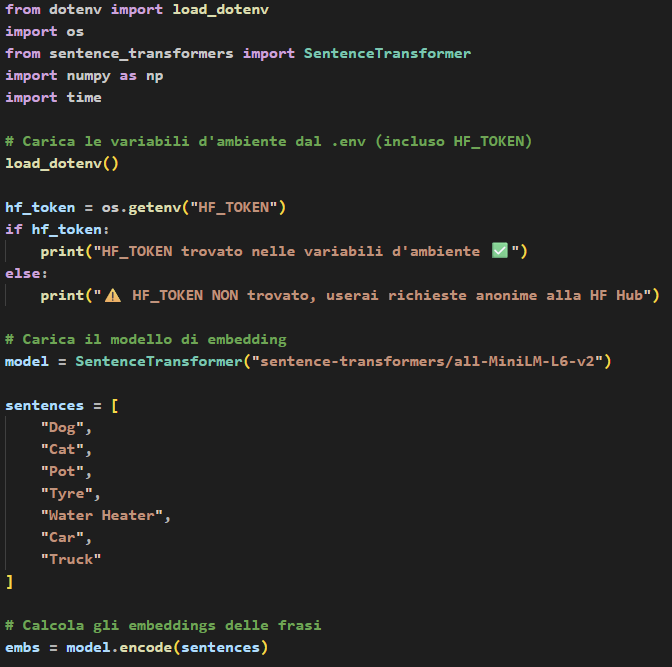 from dotenv import load_dotenv
import os
from sentence_transformers import SentenceTransformer
import numpy as np
import time
# Carica le variabili d'ambiente dal .env (incluso HF_TOKEN)
load_dotenv()
hf_token = os.getenv("HF_TOKEN")
if hf_token:
    print("HF_TOKEN trovato nelle variabili d'ambiente ✅")
else:
    print("⚠️ HF_TOKEN NON trovato, userai richieste anonime alla HF Hub")
# Carica il modello di embedding
model = SentenceTransformer("sentence-transformers/all-MiniLM-L6-v2")
sentences = [
    "Dog",
    "Cat",
    "Pot",
    "Tyre",
    "Water Heater",
    "Car",
    "Truck"
]
# Calcola gli embeddings delle frasi
embs = model.encode(sentences)